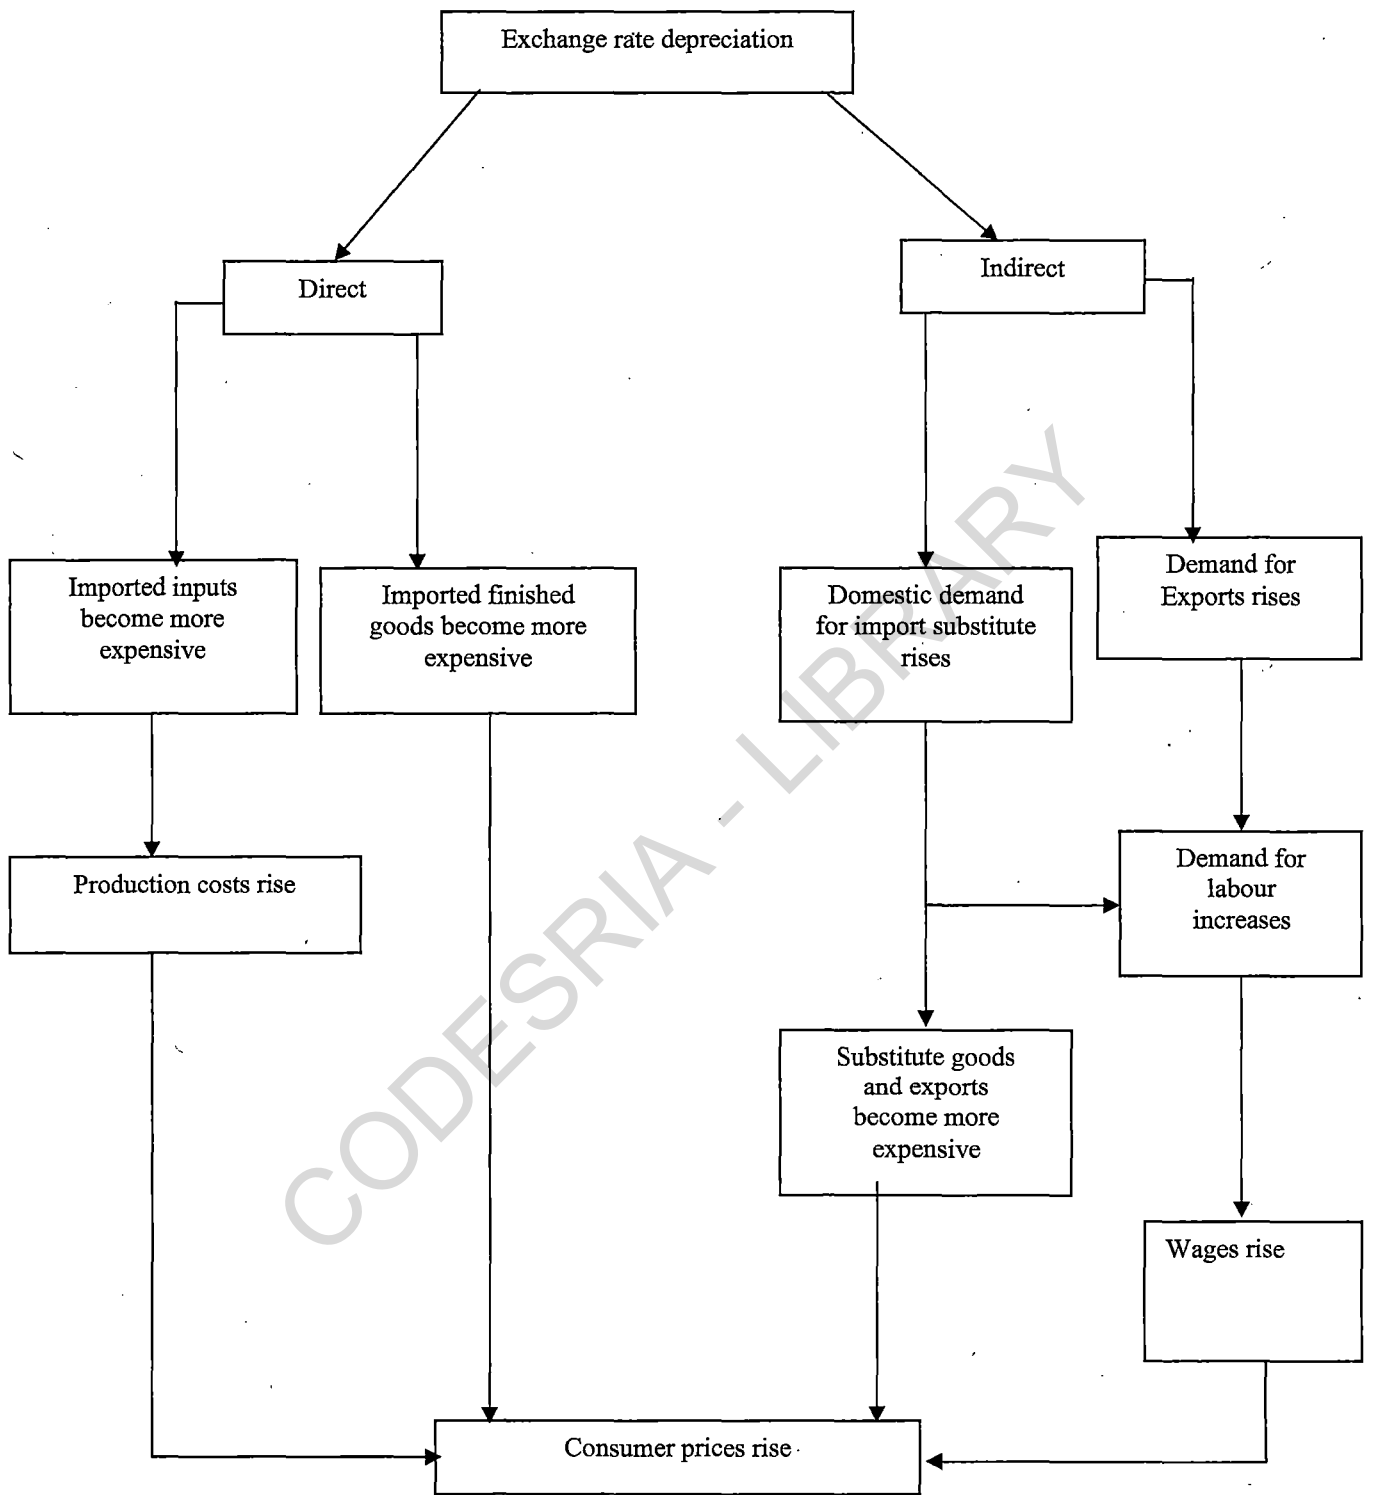 Exchange rate depreciation
Direct
Indirect
Imported inputs
become more
expensive
Imported finished
goods become more
expensive
Domestic demand
for import substitute
rises
Demand for
Exports rises
Production costs rise
Demand for
labour
increases
Substitute goods
and exports
become more
expensive
Wages rise
Consumer prices rise
CODESRIA - LIBRARY